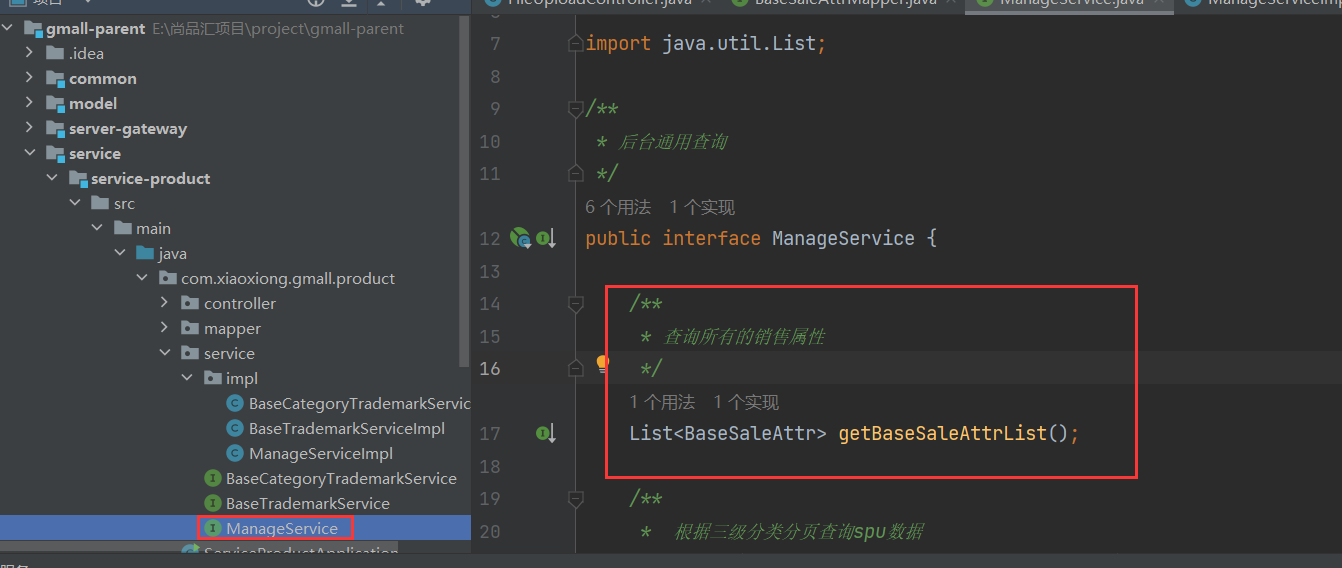 项目
FileUploadController.java
BaseSaleAttrMapper.java
ManageService.java
ManageServiceImpl
gmall-parent E:\尚品汇项目\project\gmall-parent
.idea
common
model
server-gateway
service
service-product
src
main
java
com.xiaoxiong.gmall.product
controller
mapper
service
impl
BaseCategoryTrademarkServic
BaseTrademarkServiceImpl
ManageServiceImpl
BaseCategoryTrademarkService
BaseTrademarkService
ManageService
ServiceProductApplication
服务
7 import java.util.List;
8
9 /**
10 * 后台通用查询
11 */
6 个用法 1 个实现
12 public interface ManageService {
13
14 /**
15 * 查询所有的销售属性
16 */
1 个用法 1 个实现
17 List<BaseSaleAttr> getBaseSaleAttrList();
18
19 /**
20 * 根据三级分类分页查询spu数据